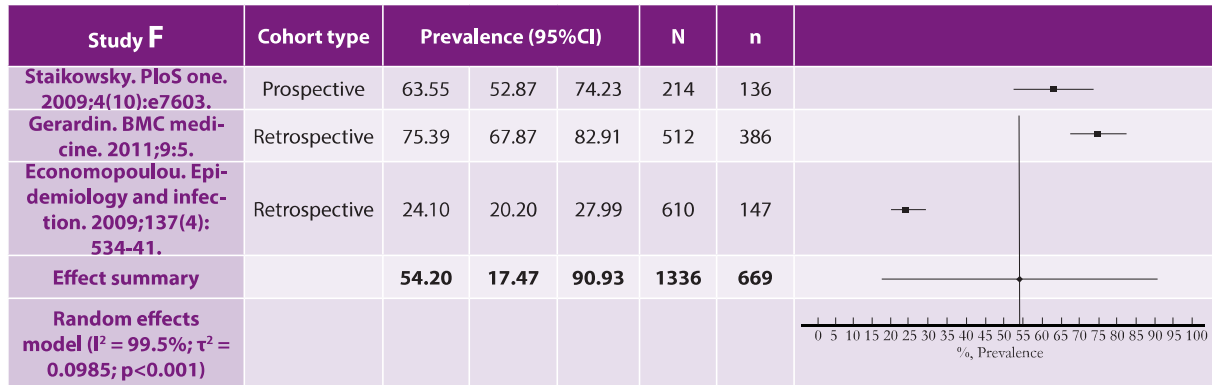 Study F Cohort type Prevalence (95%CI) N n
Staikowsky. PloS one.
2009;4(10):e7603.
Prospective 63.55 52.87 74.23 214 136
Gerardin. BMC medi-
cine. 2011;9:5.
Retrospective 75.39 67.87 82.91 512 386
Economopoulou. Epi-
demiology and infec-
tion. 2009;137(4):
534-41.
Retrospective 24.10 20.20 27.99 610 147
Effect summary 54.20 17.47 90.93 1336 669
Random effects
model (I² = 99.5%; τ² =
0.0985; p<0.001)
0 5 10 15 20 25 30 35 40 45 50 55 60 65 70 75 80 85 90 95 100
%, Prevalence